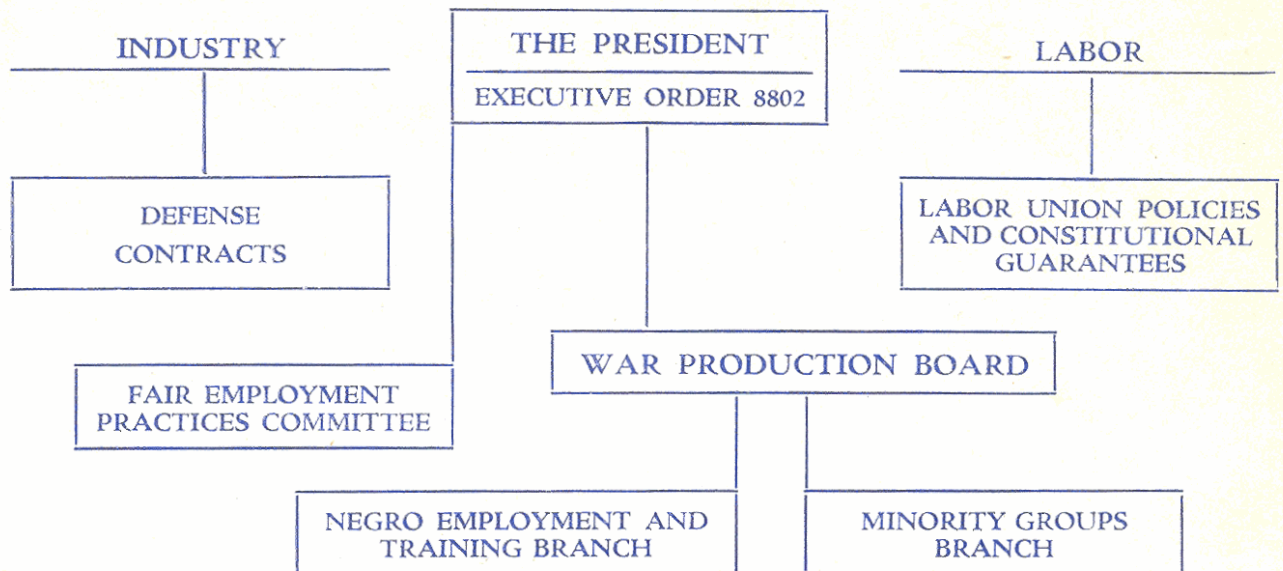 INDUSTRY
THE PRESIDENT
EXECUTIVE ORDER 8802
LABOR
DEFENSE
CONTRACTS
LABOR UNION POLICIES
AND CONSTITUTIONAL
GUARANTEES
WAR PRODUCTION BOARD
FAIR EMPLOYMENT
PRACTICES COMMITTEE
NEGRO EMPLOYMENT AND
TRAINING BRANCH
MINORITY GROUPS
BRANCH